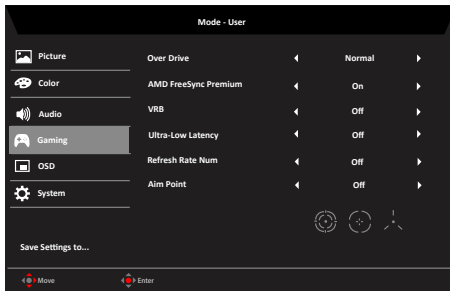 Mode - User
Picture
Color
Audio
Gaming
OSD
System
Save Settings to...
Over Drive Normal
AMD FreeSync Premium On
VRB Off
Ultra-Low Latency Off
Refresh Rate Num Off
Aim Point Off
Move Enter